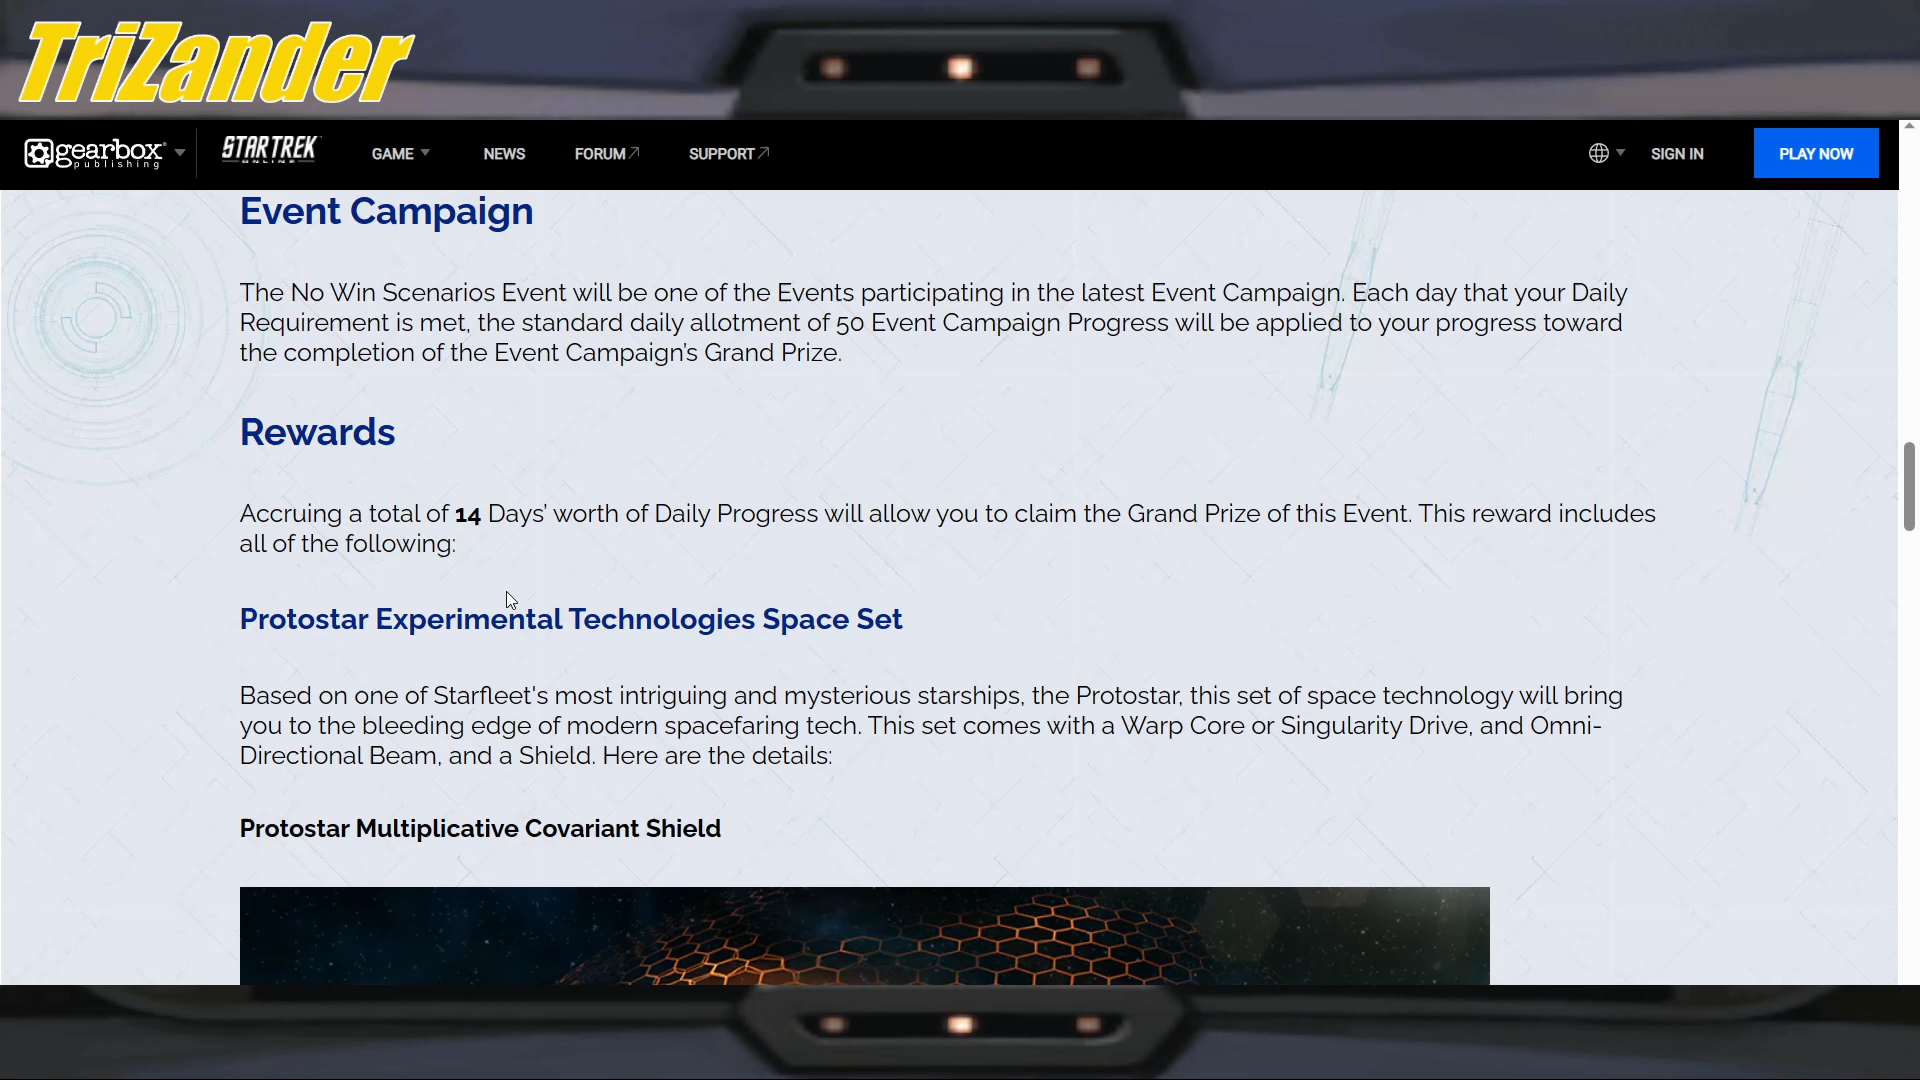 TriZander
gearbox publishing
STAR TREK ONLINE
GAME
NEWS
FORUM
SUPPORT
SIGN IN
PLAY NOW
Event Campaign
The No Win Scenarios Event will be one of the Events participating in the latest Event Campaign. Each day that your Daily
Requirement is met, the standard daily allotment of 50 Event Campaign Progress will be applied to your progress toward
the completion of the Event Campaign’s Grand Prize.
Rewards
Accruing a total of 14 Days’ worth of Daily Progress will allow you to claim the Grand Prize of this Event. This reward includes
all of the following:
Protostar Experimental Technologies Space Set
Based on one of Starfleet's most intriguing and mysterious starships, the Protostar, this set of space technology will bring
you to the bleeding edge of modern spacefaring tech. This set comes with a Warp Core or Singularity Drive, and Omni-
Directional Beam, and a Shield. Here are the details:
Protostar Multiplicative Covariant Shield